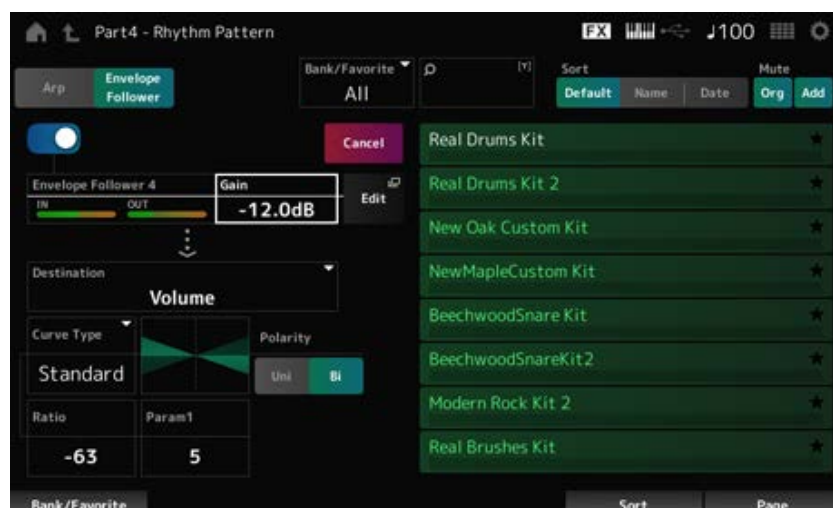 Part4 - Rhythm Pattern
FX
♩100
Arp
Envelope
Follower
Bank/Favorite
All
[Y]
Sort
Default
Name
Date
Mute
Org
Add
Cancel
Envelope Follower 4
IN
OUT
Gain
-12.0dB
Edit
Destination
Volume
Curve Type
Standard
Polarity
Uni
Bi
Ratio
-63
Param1
5
Real Drums Kit
Real Drums Kit 2
New Oak Custom Kit
NewMapleCustom Kit
BeechwoodSnare Kit
BeechwoodSnareKit2
Modern Rock Kit 2
Real Brushes Kit
Bank/Favorite
Sort
Page